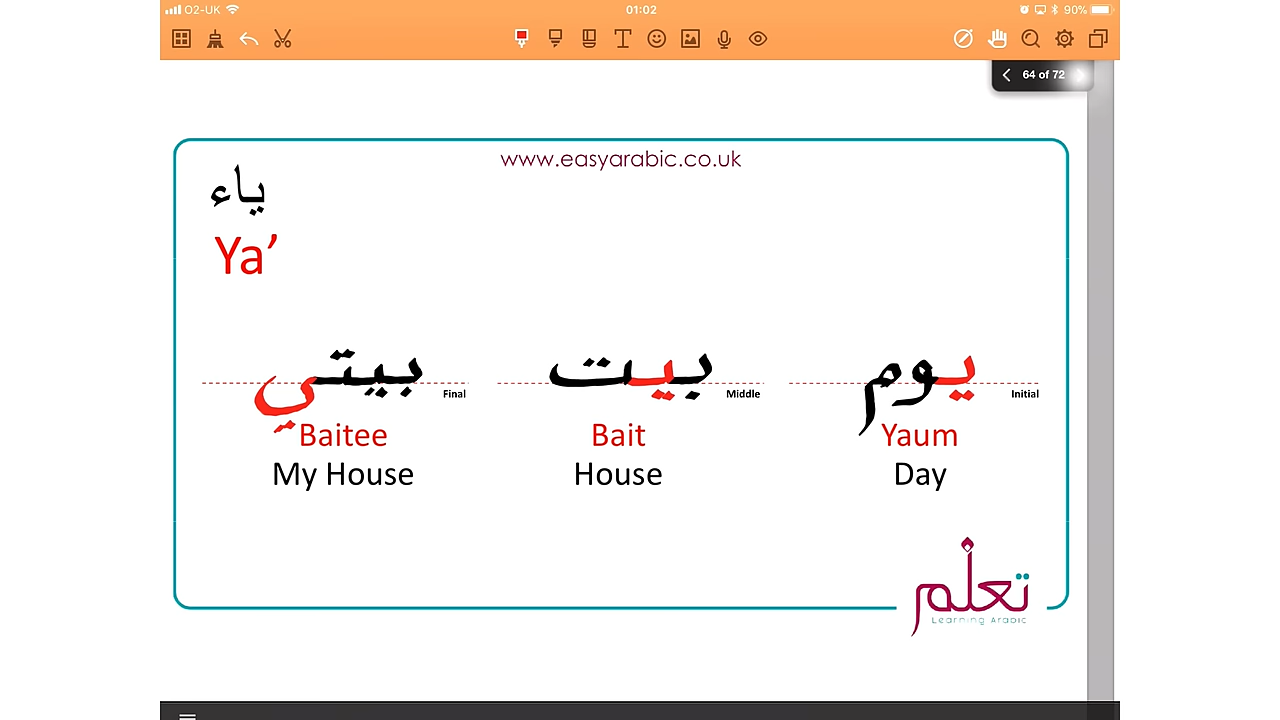 O2-UK 01:02 90%
64 of 72
www.easyarabic.co.uk
ياء
Ya’
يوم
Initial
Yaum
Day
بيت
Middle
Bait
House
بيتي
Final
Baitee
My House
تعلم
Learning Arabic